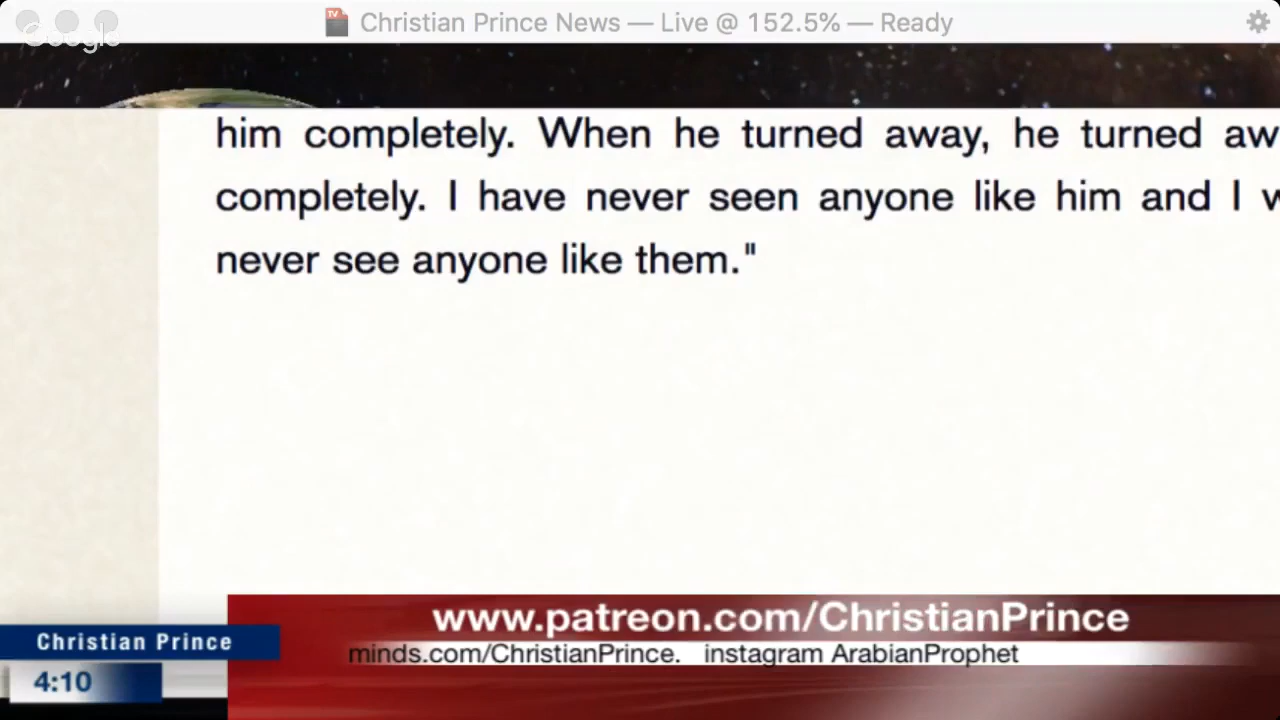 Christian Prince News — Live @ 152.5% — Ready
Google
him completely. When he turned away, he turned
completely. I have never seen anyone like him and I
never see anyone like them."
www.patreon.com/ChristianPrince
Christian Prince
minds.com/ChristianPrince. instagram ArabianProphet
4:10